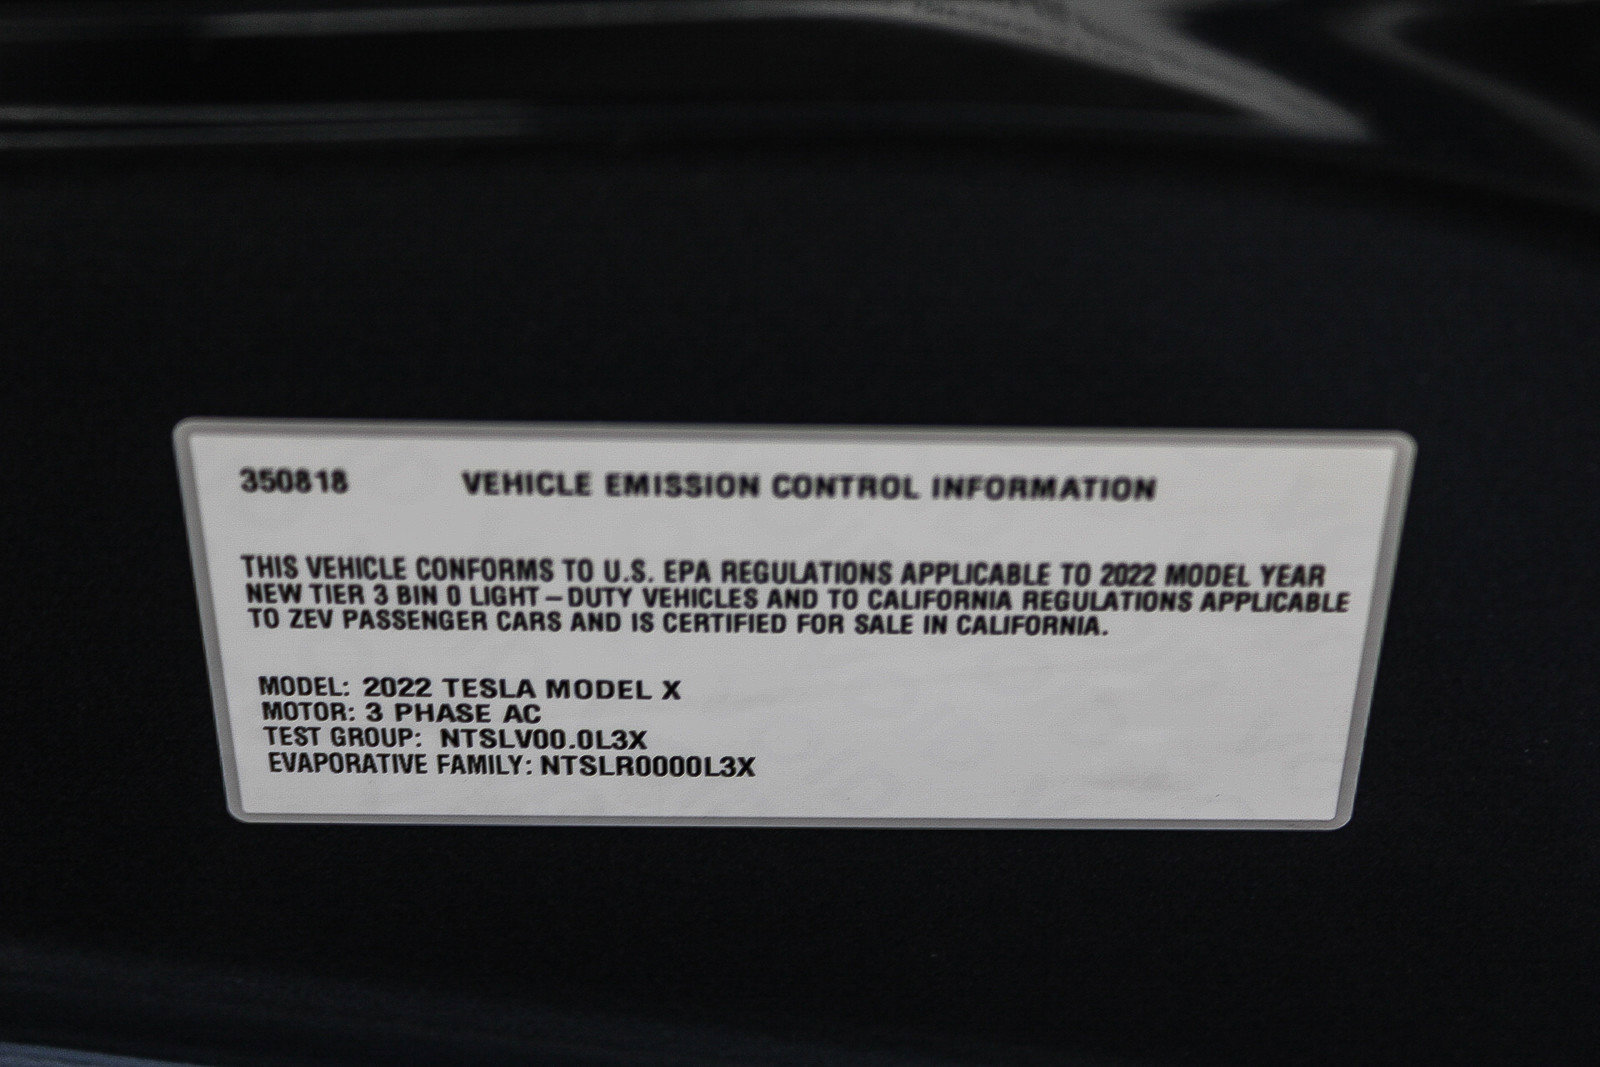 350818 VEHICLE EMISSION CONTROL INFORMATION
THIS VEHICLE CONFORMS TO U.S. EPA REGULATIONS APPLICABLE TO 2022 MODEL YEAR
NEW TIER 3 BIN 0 LIGHT-DUTY VEHICLES AND TO CALIFORNIA REGULATIONS APPLICABLE
TO ZEV PASSENGER CARS AND IS CERTIFIED FOR SALE IN CALIFORNIA.
MODEL: 2022 TESLA MODEL X
MOTOR: 3 PHASE AC
TEST GROUP: NTSLV00.0L3X
EVAPORATIVE FAMILY: NTSLR0000L3X